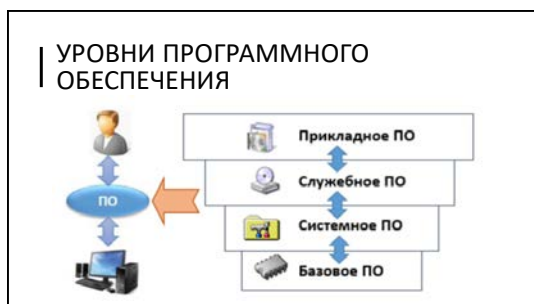 УРОВНИ ПРОГРАММНОГО
ОБЕСПЕЧЕНИЯ
ПО
Прикладное ПО
Служебное ПО
Системное ПО
Базовое ПО